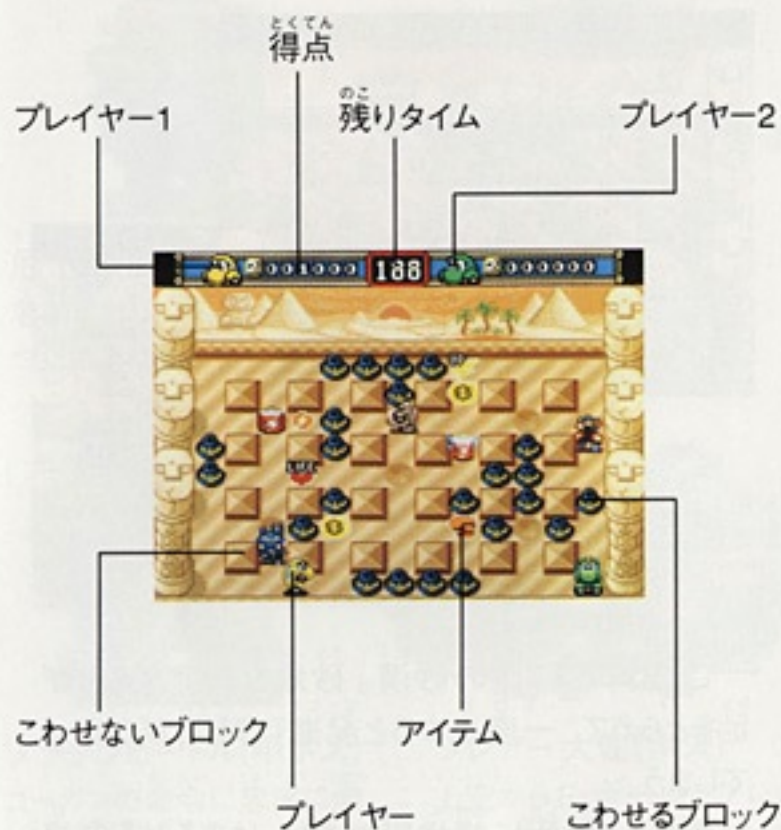 とくてん
得点
プレイヤー1
のこ
残りタイム
プレイヤー2
001000
188
000000
LIFE
こわせないブロック
アイテム
プレイヤー
こわせるブロック